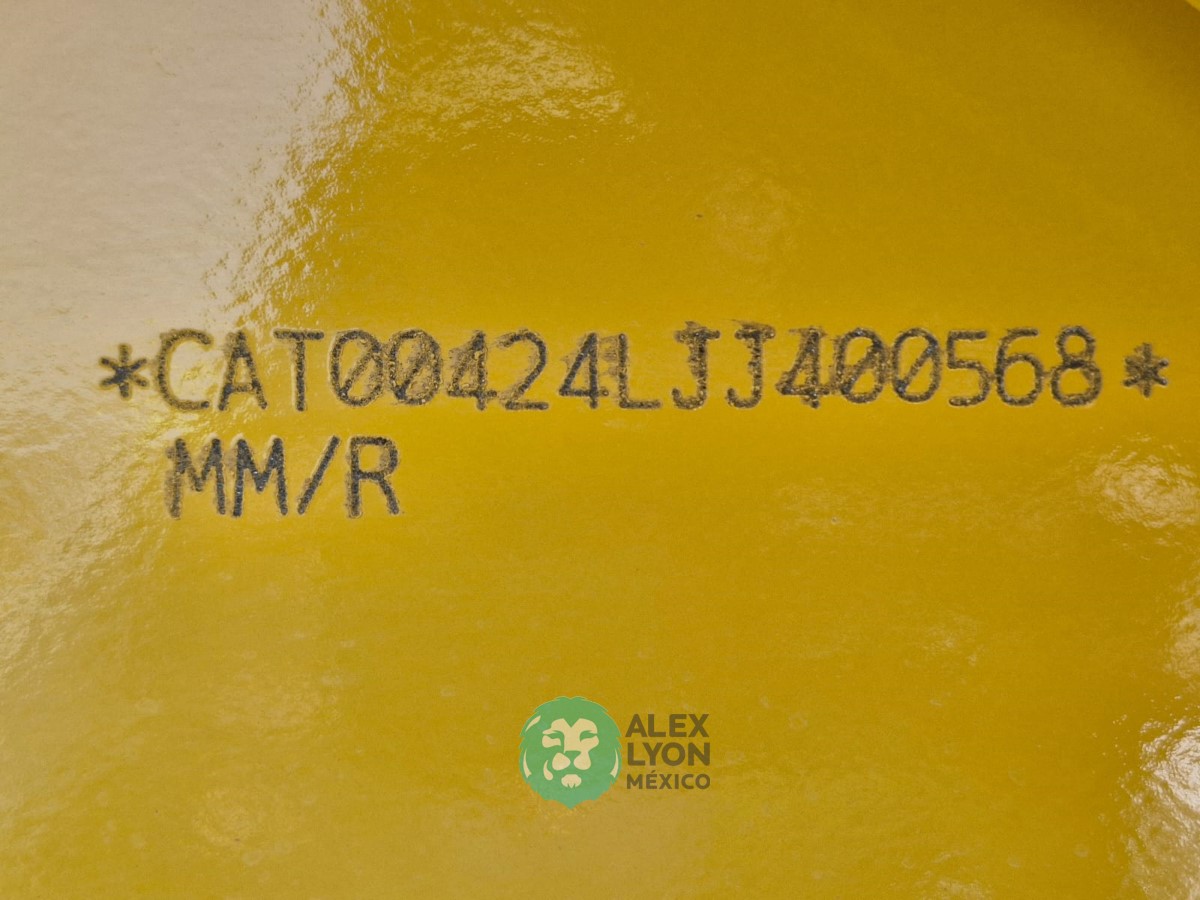 *CAT00424LJJ400568*
MM/R
ALEX
LYON
MÉXICO